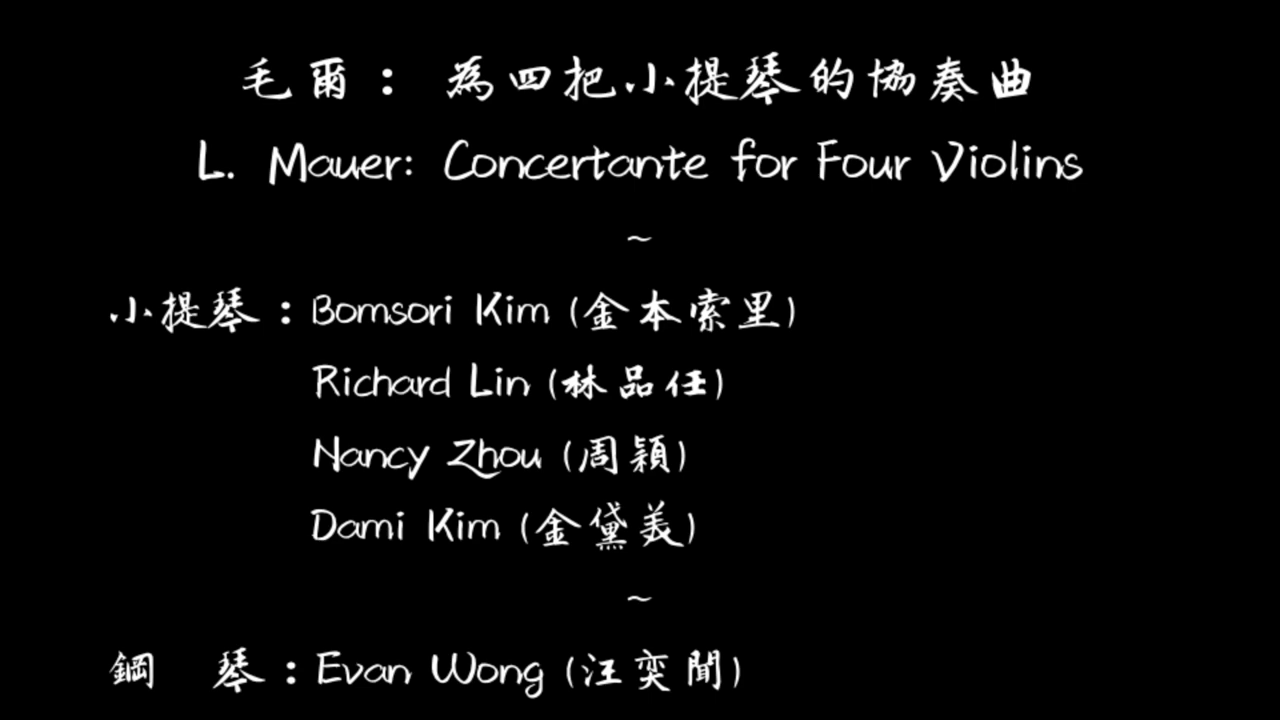 毛爾：為四把小提琴的協奏曲
L. Mauer: Concertante for Four Violins
~
小提琴：Bomsori Kim (金本索里)
Richard Lin (林品任)
Nancy Zhou (周穎)
Dami Kim (金黛美)
~
鋼 琴：Evan Wong (汪奕聞)